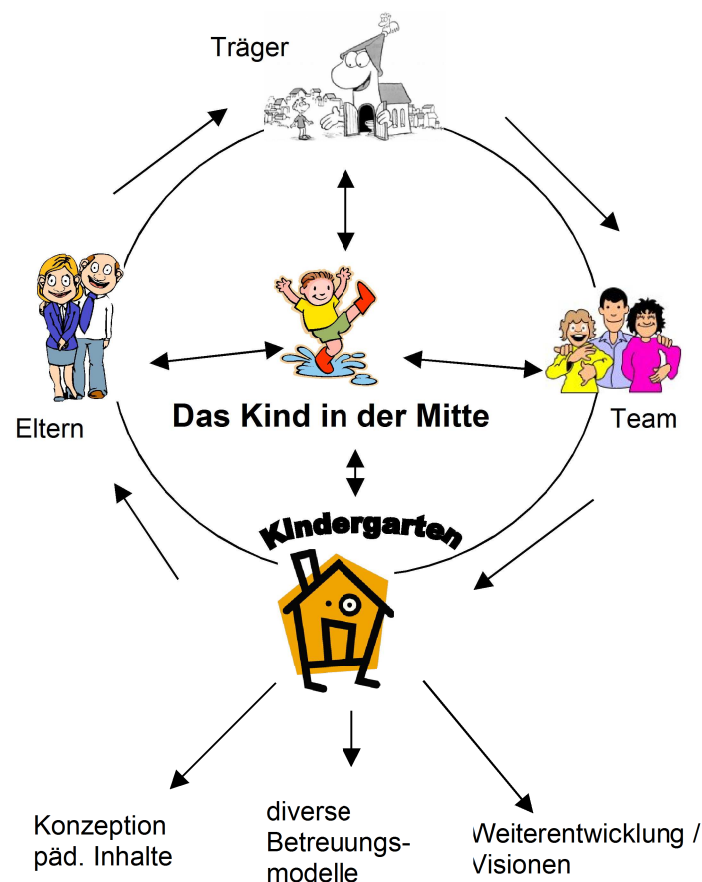 Träger
Das Kind in der Mitte
Eltern
Team
Kindergarten
Konzeption
päd. Inhalte
diverse
Betreuungs-
modelle
Weiterentwicklung /
Visionen